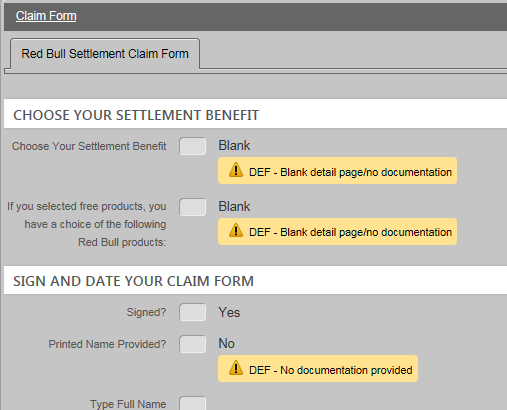 Claim Form
Red Bull Settlement Claim Form
CHOOSE YOUR SETTLEMENT BENEFIT
Choose Your Settlement Benefit Blank
DEF - Blank detail page/no documentation
If you selected free products, you Blank
have a choice of the following
Red Bull products:
DEF - Blank detail page/no documentation
SIGN AND DATE YOUR CLAIM FORM
Signed? Yes
Printed Name Provided? No
DEF - No documentation provided
Type Full Name